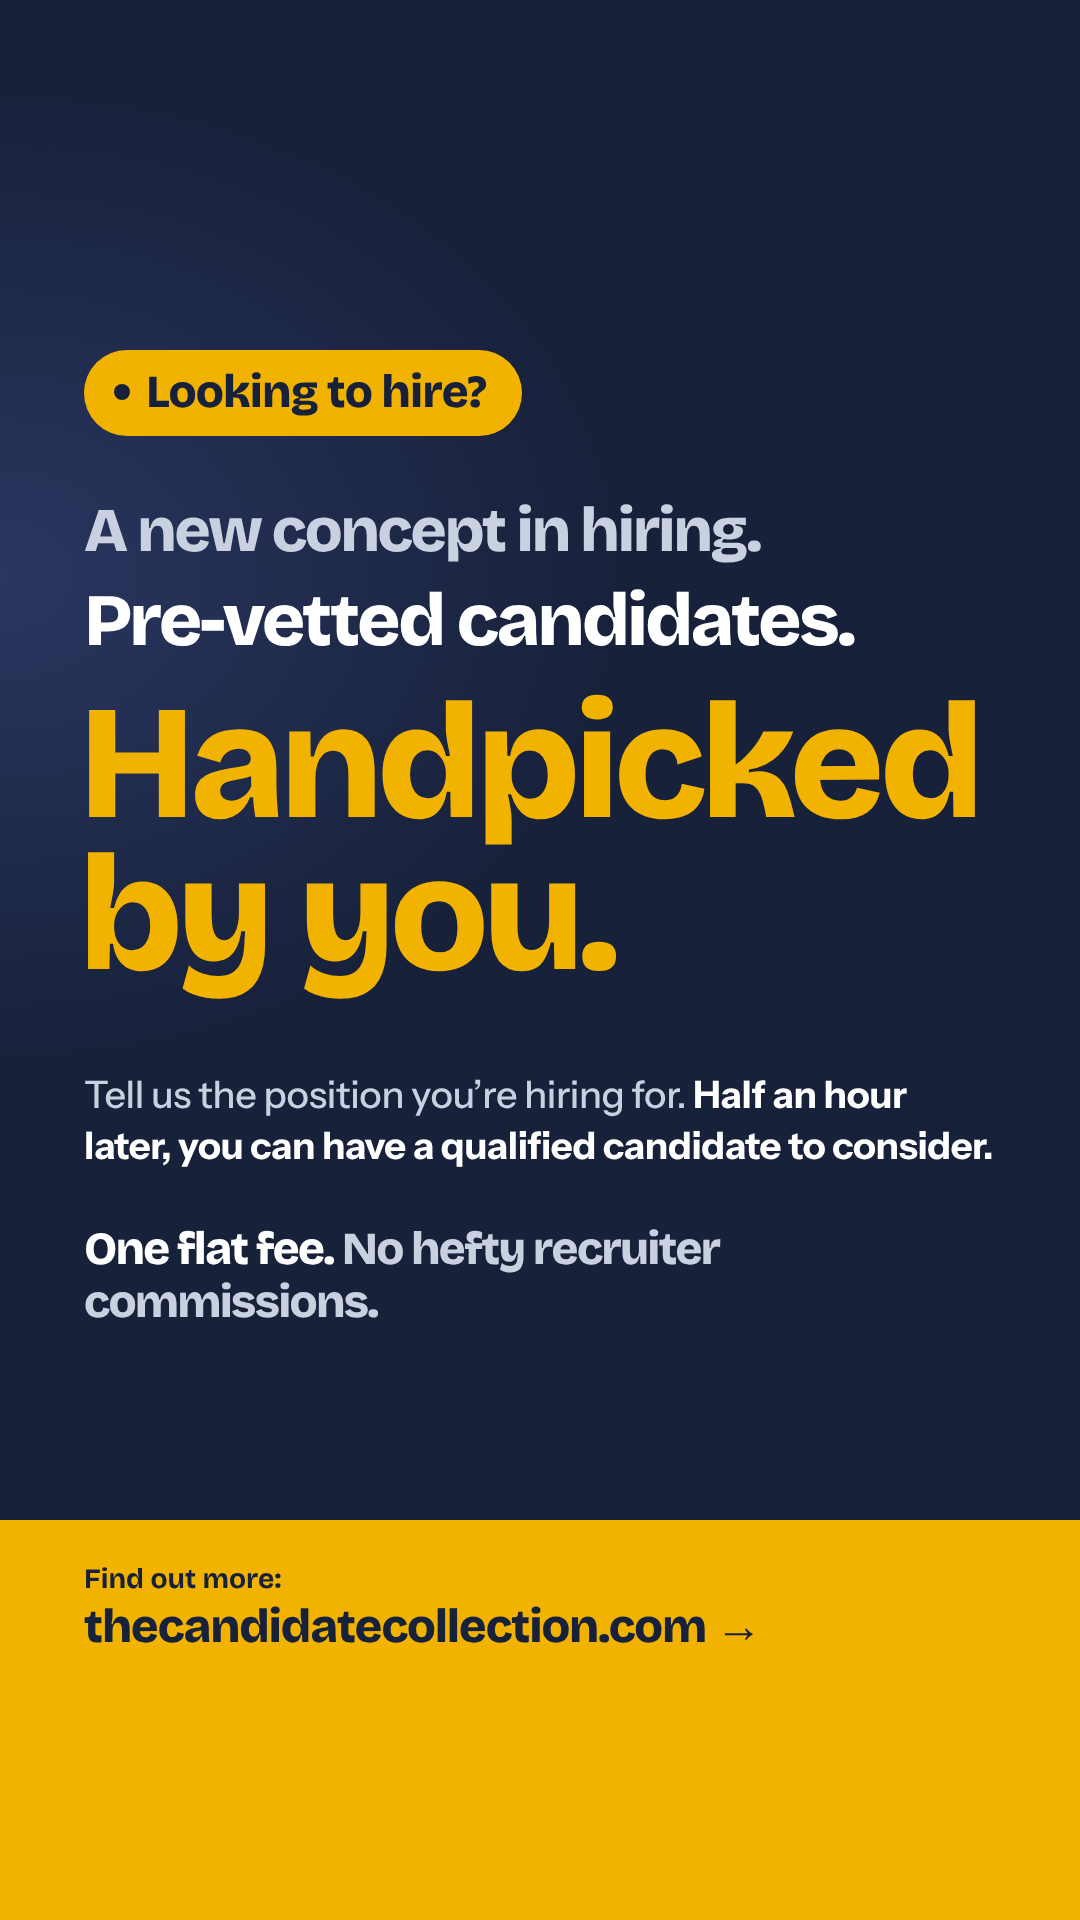 • Looking to hire?
A new concept in hiring.
Pre-vetted candidates.
Handpicked
by you.
Tell us the position you’re hiring for. Half an hour
later, you can have a qualified candidate to consider.
One flat fee. No hefty recruiter
commissions.
Find out more:
thecandidatecollection.com →